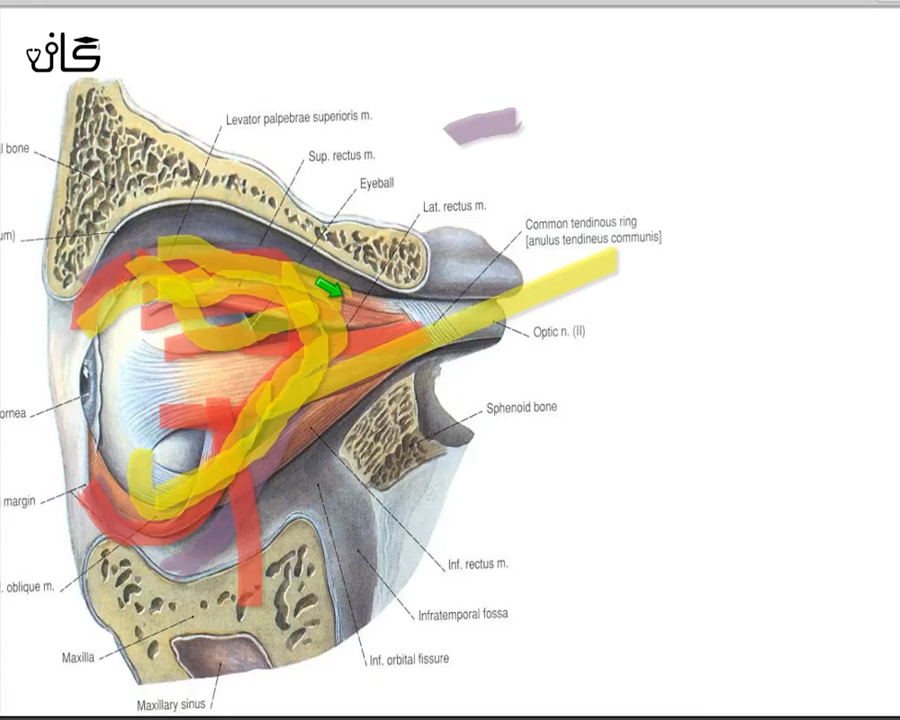 كان
Levator palpebrae superioris m.
Sup. rectus m.
l bone
Eyeball
Lat. rectus m.
Common tendinous ring
[anulus tendineus communis]
um)
Optic n. (II)
ornea
Sphenoid bone
margin
Inf. rectus m.
. oblique m.
Infratemporal fossa
Maxilla
Inf. orbital fissure
Maxillary sinus